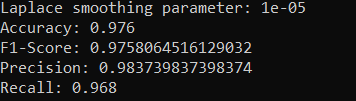 Laplace smoothing parameter: 1e-05
Accuracy: 0.976
F1-Score: 0.9758064516129032
Precision: 0.983739837398374
Recall: 0.968